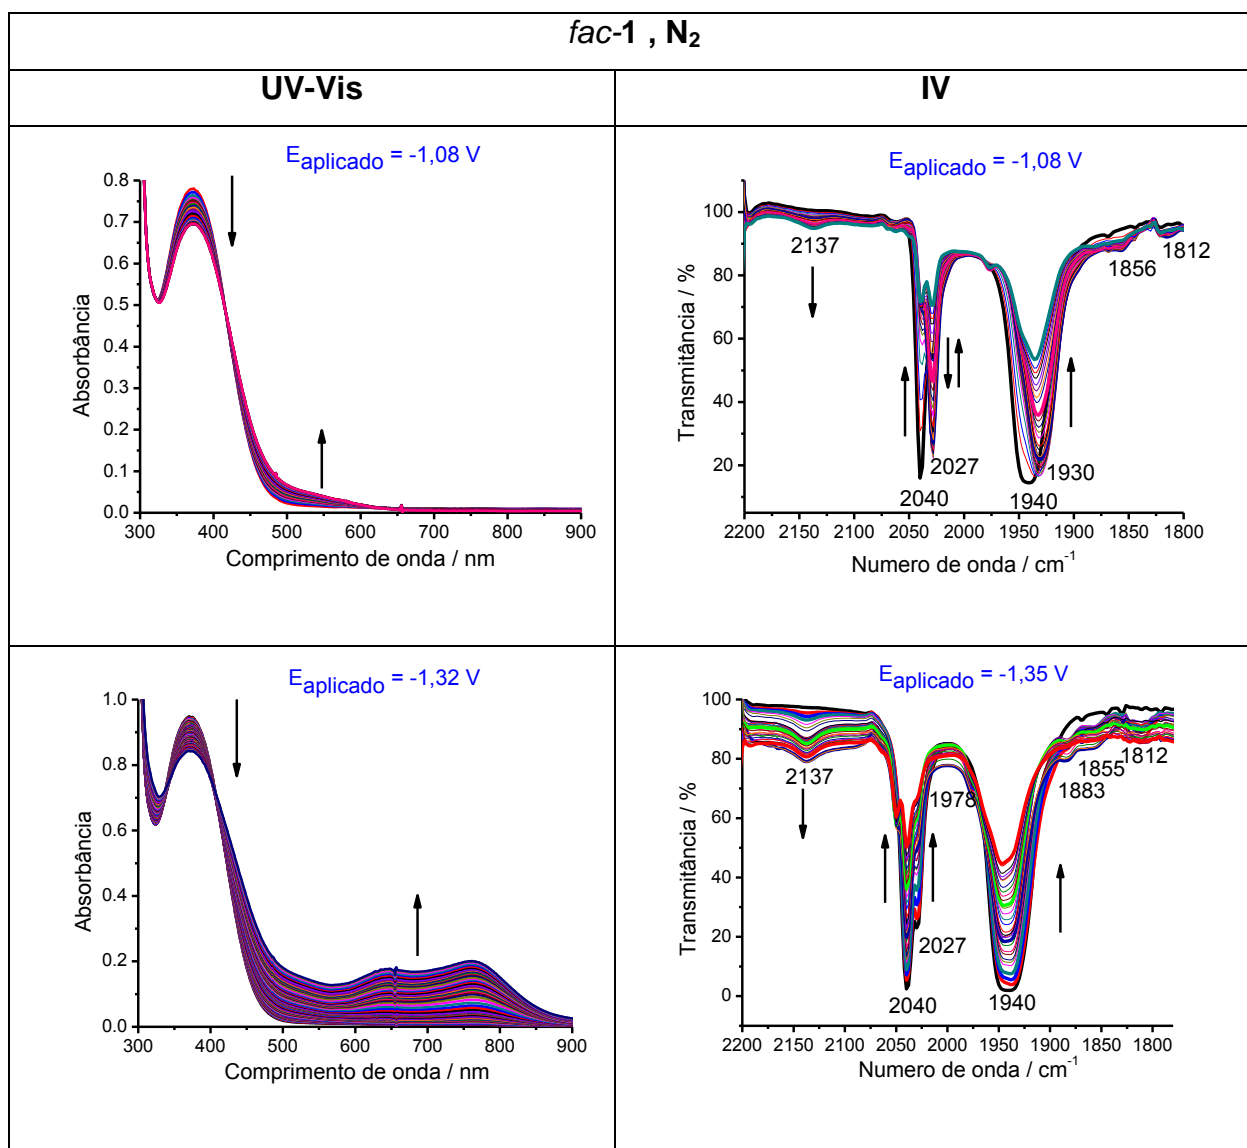 fac-1 , N2
UV-Vis
IV
Eaplicado = -1,08 V
0.8
0.7
0.6
0.5
0.4
0.3
0.2
0.1
0.0
Absorbância
300 400 500 600 700 800 900
Comprimento de onda / nm
Eaplicado = -1,08 V
100
80
60
40
20
Transmitância / %
2137
1856
1812
2027
1930
2040
1940
2200 2150 2100 2050 2000 1950 1900 1850 1800
Numero de onda / cm-1
Eaplicado = -1,32 V
1.0
0.8
0.6
0.4
0.2
0.0
Absorbância
300 400 500 600 700 800 900
Comprimento de onda / nm
Eaplicado = -1,35 V
100
80
60
40
20
0
Transmitância / %
2137
1978
1883
1855
1812
2027
2040
1940
2200 2150 2100 2050 2000 1950 1900 1850 1800
Numero de onda / cm-1